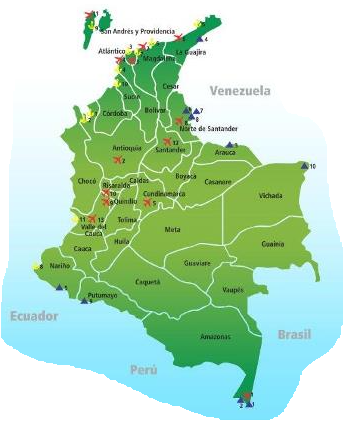 San Andrés y Providencia
Atlántico
Magdalena
La Guajira
Cesar
Venezuela
Sucre
Bolívar
Córdoba
Norte de Santander
Antioquia
Santander
Arauca
Chocó
Caldas
Boyaca
Casanare
Risaralda
Cundinamarca
Vichada
Quindío
Valle del
Cauca
Tolima
Meta
Cauca
Huila
Guainia
Nariño
Guaviare
Caquetá
Vaupés
Putumayo
Ecuador
Amazonas
Brasil
Perú